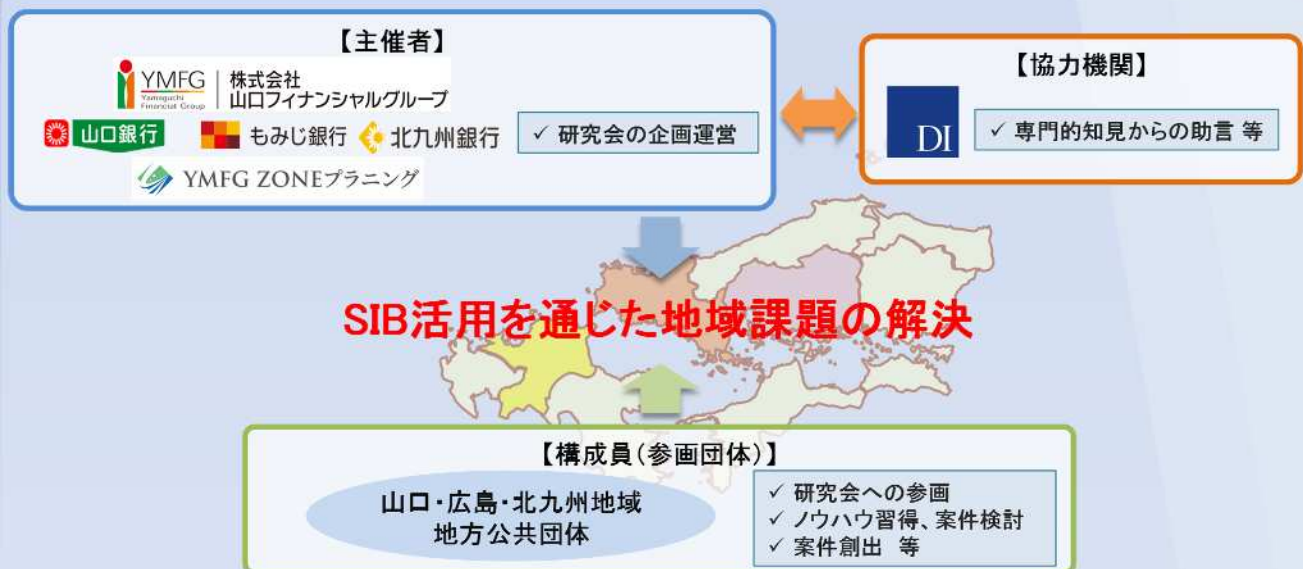 【主催者】
YMFG
Yamaguchi
Financial Group
株式会社
山口フィナンシャルグループ
山口銀行
もみじ銀行
北九州銀行
✓ 研究会の企画運営
YMFG ZONEプラニング
【協力機関】
DI
✓ 専門的知見からの助言 等
SIB活用を通じた地域課題の解決
【構成員(参画団体)】
山口・広島・北九州地域
地方公共団体
✓ 研究会への参画
✓ ノウハウ習得、案件検討
✓ 案件創出 等